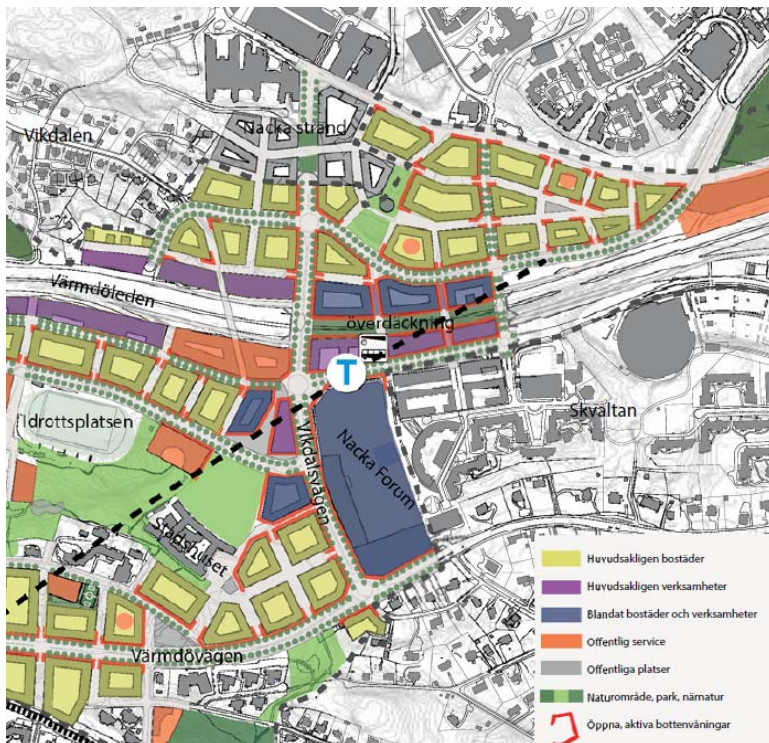 Nacka strand
Vikdalen
Värmdöleden
överdäckning
T
Idrottsplatsen
Skvaltan
Vikdalsvägen
Nacka Forum
Stadshuset
Värmdövägen
Huvudsakligen bostäder
Huvudsakligen verksamheter
Blandat bostäder och verksamheter
Offentlig service
Offentliga platser
Naturområde, park, närnatur
Öppna, aktiva bottenvåningar